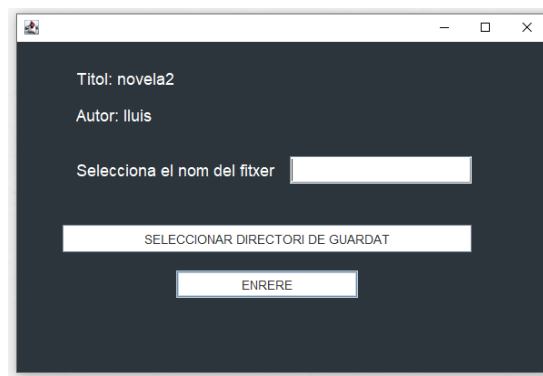 Titol: novela2
Autor: lluis
Selecciona el nom del fitxer
SELECCIONAR DIRECTORI DE GUARDAT
ENRERE